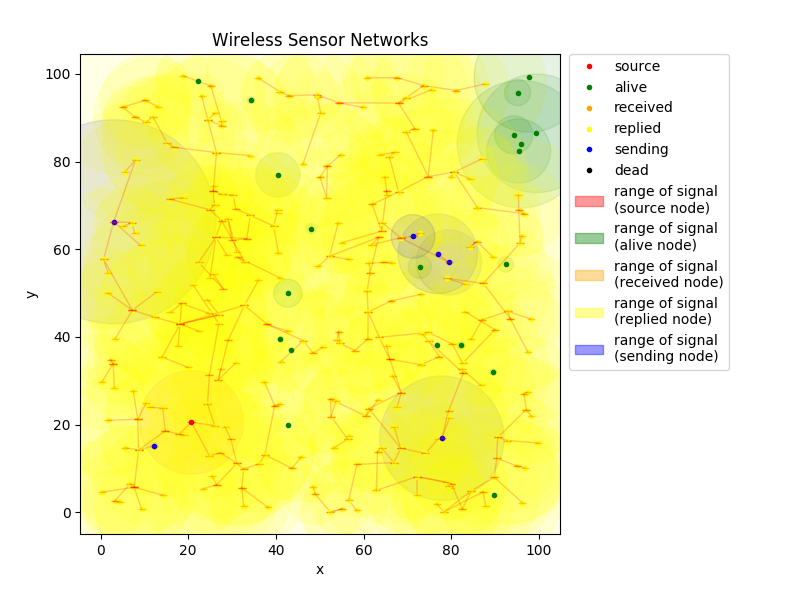 Wireless Sensor Networks
100
80
60
40
20
0
y
0
20
40
60
80
100
x
source
alive
received
replied
sending
dead
range of signal
(source node)
range of signal
(alive node)
range of signal
(received node)
range of signal
(replied node)
range of signal
(sending node)